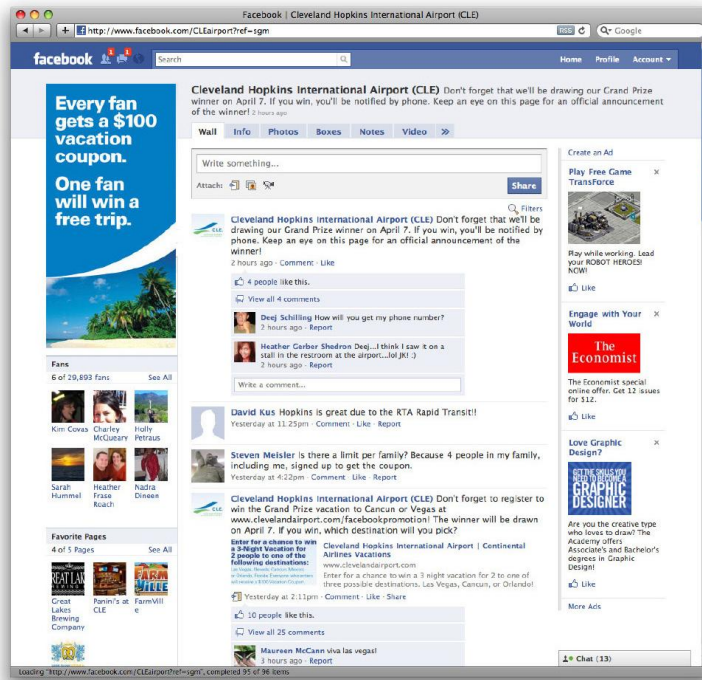 Facebook | Cleveland Hopkins International Airport (CLE)
http://www.facebook.com/CLEairport?ref=sgm
RSS
Google
facebook
1
1
Search
Home Profile Account
Every fan
gets a $100
vacation
coupon.
One fan
will win a
free trip.
Cleveland Hopkins International Airport (CLE) Don't forget that we'll be drawing our Grand Prize
winner on April 7. If you win, you'll be notified by phone. Keep an eye on this page for an official announcement
of the winner! 2 hours ago
Wall Info Photos Boxes Notes Video »
Write something...
Attach:
Share
Filters
Cleveland Hopkins International Airport (CLE) Don't forget that we'll be
drawing our Grand Prize winner on April 7. If you win, you'll be notified by
phone. Keep an eye on this page for an official announcement of the
winner!
2 hours ago · Comment · Like
4 people like this.
View all 4 comments
Deej Schilling How will you get my phone number?
2 hours ago · Report
Heather Gerber Shedron Deej...I think I saw it on a
stall in the restroom at the airport...lol JK! :)
2 hours ago · Report
Write a comment...
David Kus Hopkins is great due to the RTA Rapid Transit!!
Yesterday at 11:25pm · Comment · Like · Report
Steven Meisler Is there a limit per family? Because 4 people in my family,
including me, signed up to get the coupon.
Yesterday at 4:22pm · Comment · Like · Report
Cleveland Hopkins International Airport (CLE) Don't forget to register to
win the Grand Prize vacation to Cancun or Vegas at
www.clevelandairport.com/facebookpromotion! The winner will be drawn
on April 7. If you win, which destination will you pick?
Enter for a chance to win
a 3-Night Vacation for
2 people to one of the
following destinations:
Cleveland Hopkins International Airport | Continental
Airlines Vacations
www.clevelandairport.com
Enter for a chance to win a 3 night vacation for 2 to one of
three possible destinations. Las Vegas, Cancun, or Orlando!
Yesterday at 2:11pm · Comment · Like · Share
10 people like this.
View all 25 comments
Maureen McCann viva las vegas!
3 hours ago · Report
Fans
6 of 29,893 fans See All
Kim Covas
Charley
McQueary
Holly
Petraus
Sarah
Hummel
Heather
Frase
Roach
Nadra
Dineen
Favorite Pages
4 of 5 Pages See All
GREAT LAKES
BREWING
FARM
VILLE
Great
Lakes
Brewing
Company
Panini's at
CLE
FarmVill
e
Create an Ad
Play Free Game
TransForce
Play while working. Lead
your ROBOT HEROES!
NOW!
Like
Engage with Your
World
The
Economist
The Economist special
online offer. Get 12 issues
for $12.
Like
Love Graphic
Design?
GET THE SKILLS YOU
NEED TO BECOME A
GRAPHIC
DESIGNER
Are you the creative type
who loves to draw? The
Academy offers
Associate's and Bachelor's
degrees in Graphic
Design!
Like
More Ads
Chat (13)
Loading "http://www.facebook.com/CLEairport?ref=sgm", completed 95 of 96 items